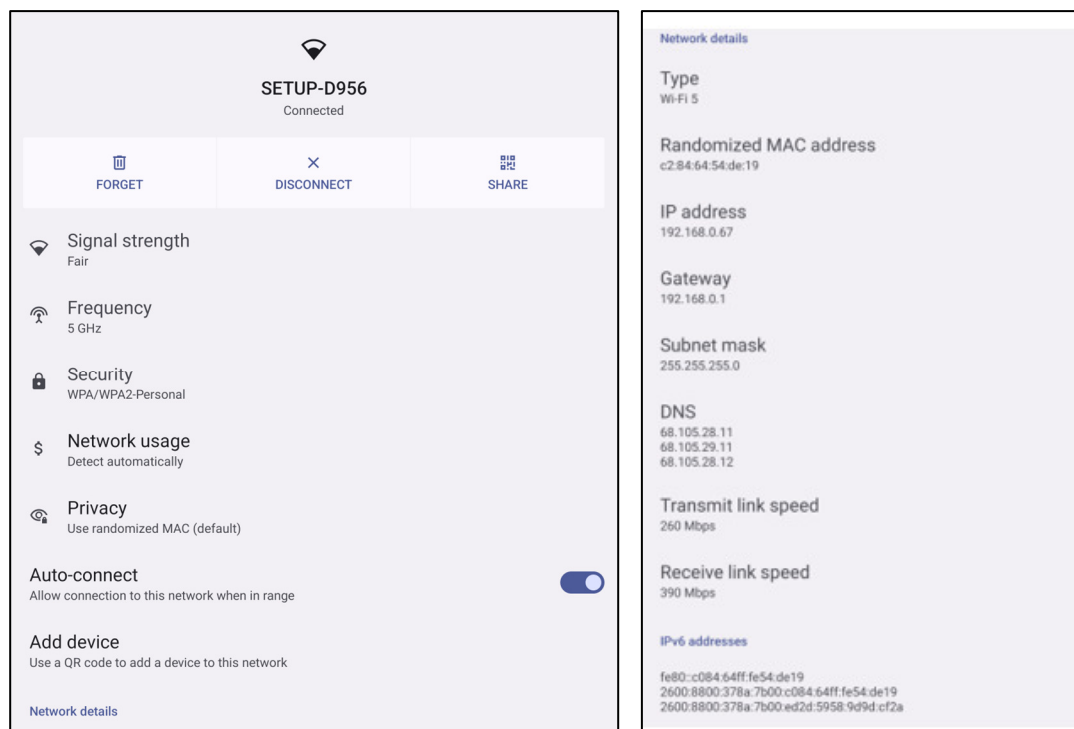 SETUP-D956
Connected
FORGET
DISCONNECT
SHARE
Signal strength
Fair
Frequency
5 GHz
Security
WPA/WPA2-Personal
Network usage
Detect automatically
Privacy
Use randomized MAC (default)
Auto-connect
Allow connection to this network when in range
Add device
Use a QR code to add a device to this network
Network details
Network details
Type
Wi-Fi 5
Randomized MAC address
c2:84:64:54:de:19
IP address
192.168.0.67
Gateway
192.168.0.1
Subnet mask
255.255.255.0
DNS
68.105.28.11
68.105.29.11
68.105.28.12
Transmit link speed
260 Mbps
Receive link speed
390 Mbps
IPv6 addresses
fe80::c084:64ff:fe54:de19
2600:8800:378a:7b00:c084:64ff:fe54:de19
2600:8800:378a:7b00:ed2d:5958:9d9d:cf2a